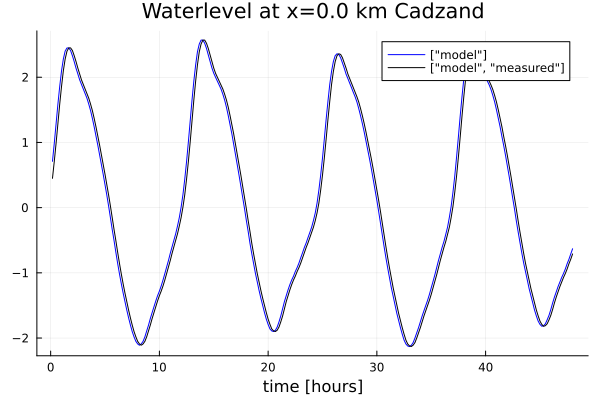 Waterlevel at x=0.0 km Cadzand
["model"]
["model", "measured"]
2
1
0
−1
−2
0 10 20 30 40
time [hours]